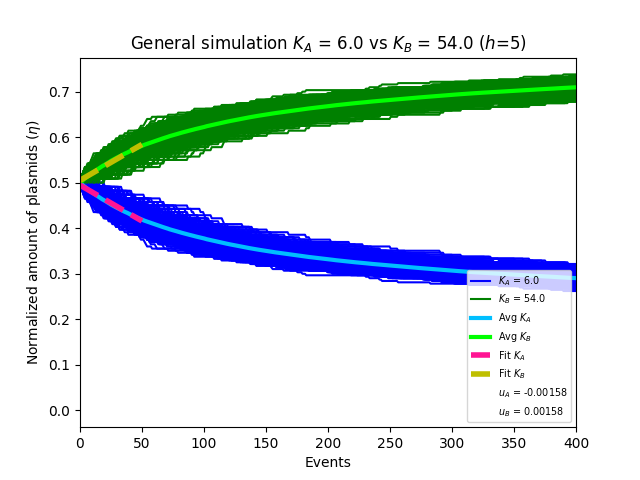 General simulation K_A = 6.0 vs K_B = 54.0 (h=5)
Normalized amount of plasmids (η)
0.7
0.6
0.5
0.4
0.3
0.2
0.1
0.0
K_A = 6.0
K_B = 54.0
Avg K_A
Avg K_B
Fit K_A
Fit K_B
u_A = -0.00158
u_B = 0.00158
0 50 100 150 200 250 300 350 400
Events